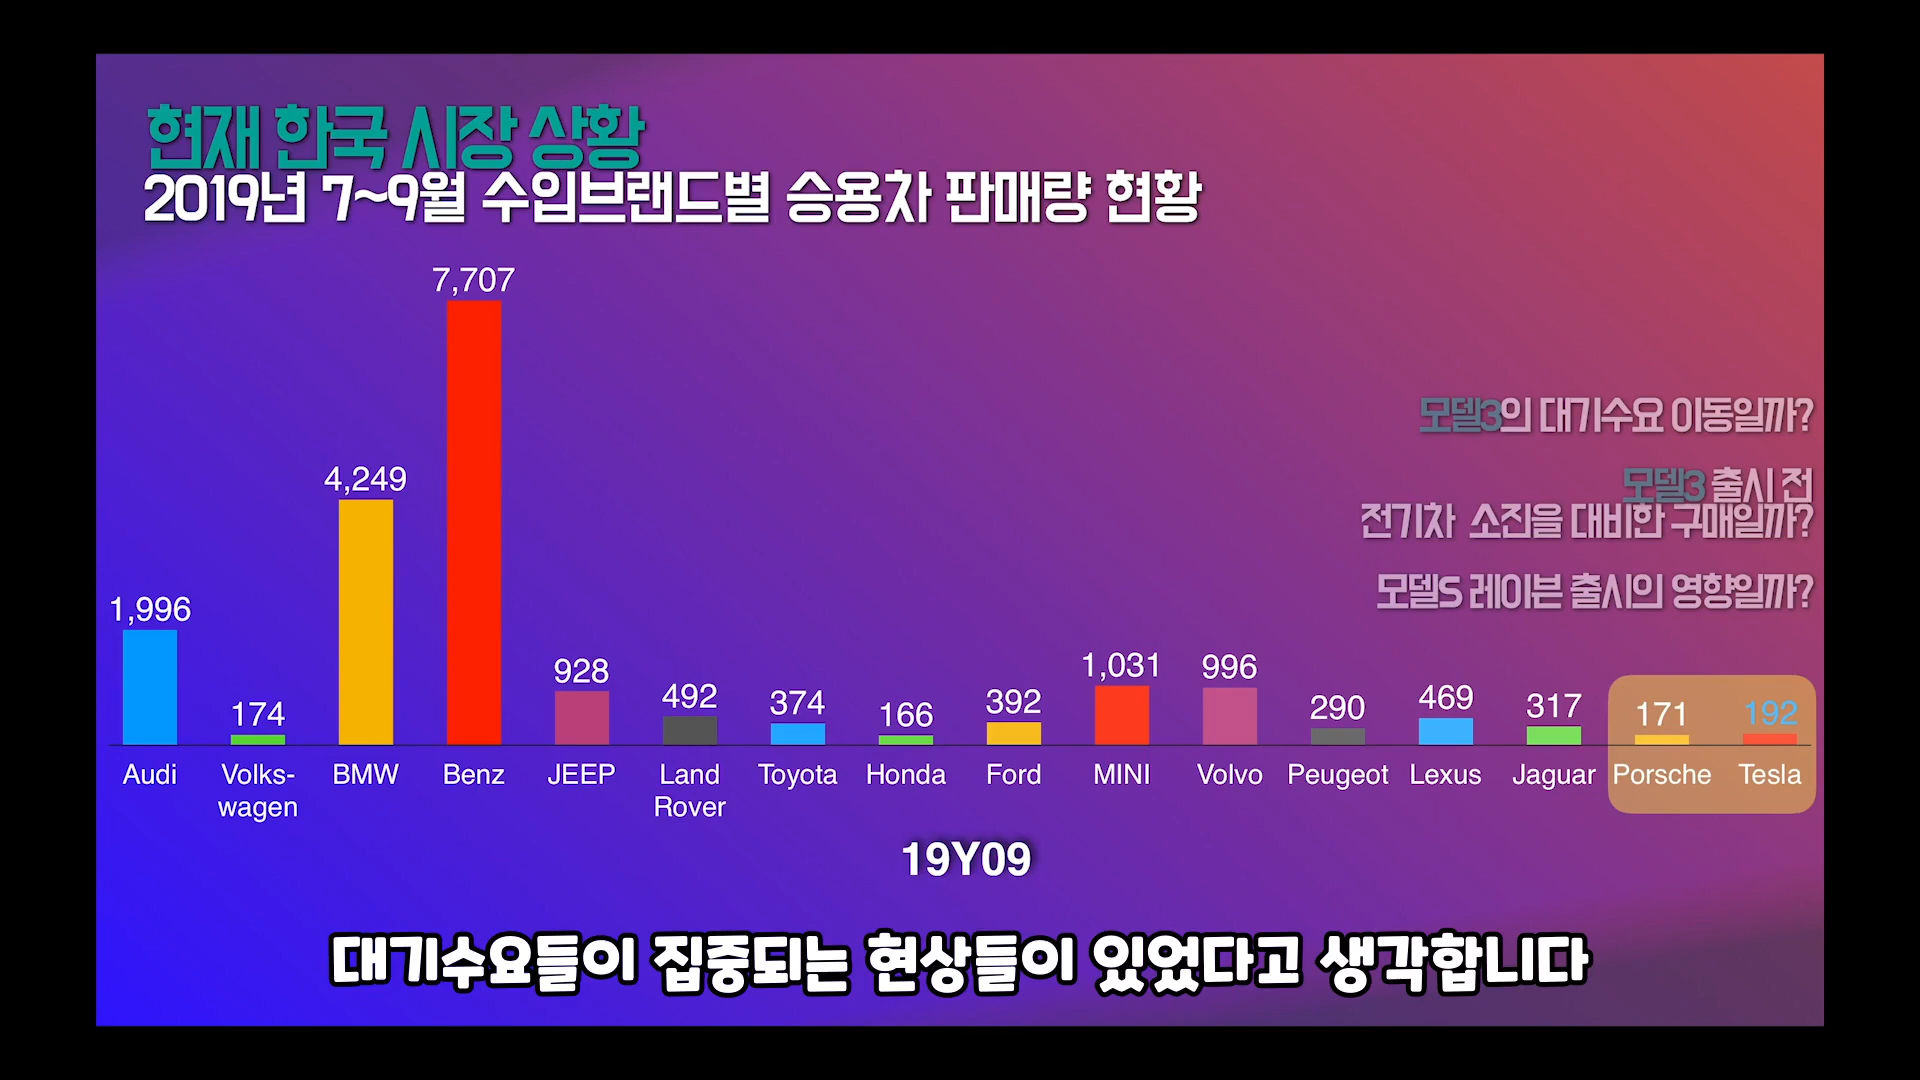 현재 한국 시장 상황
2019년 7~9월 수입브랜드별 승용차 판매량 현황
모델3의 대기수요 이동일까?
모델3 출시 전
전기차 소진을 대비한 구매일까?
모델S 레이븐 출시의 영향일까?
1,996
174
4,249
7,707
928
492
374
166
392
1,031
996
290
469
317
171
192
Audi
Volks-
wagen
BMW
Benz
JEEP
Land
Rover
Toyota
Honda
Ford
MINI
Volvo
Peugeot
Lexus
Jaguar
Porsche
Tesla
19Y09
대기수요들이 집중되는 현상들이 있었다고 생각합니다